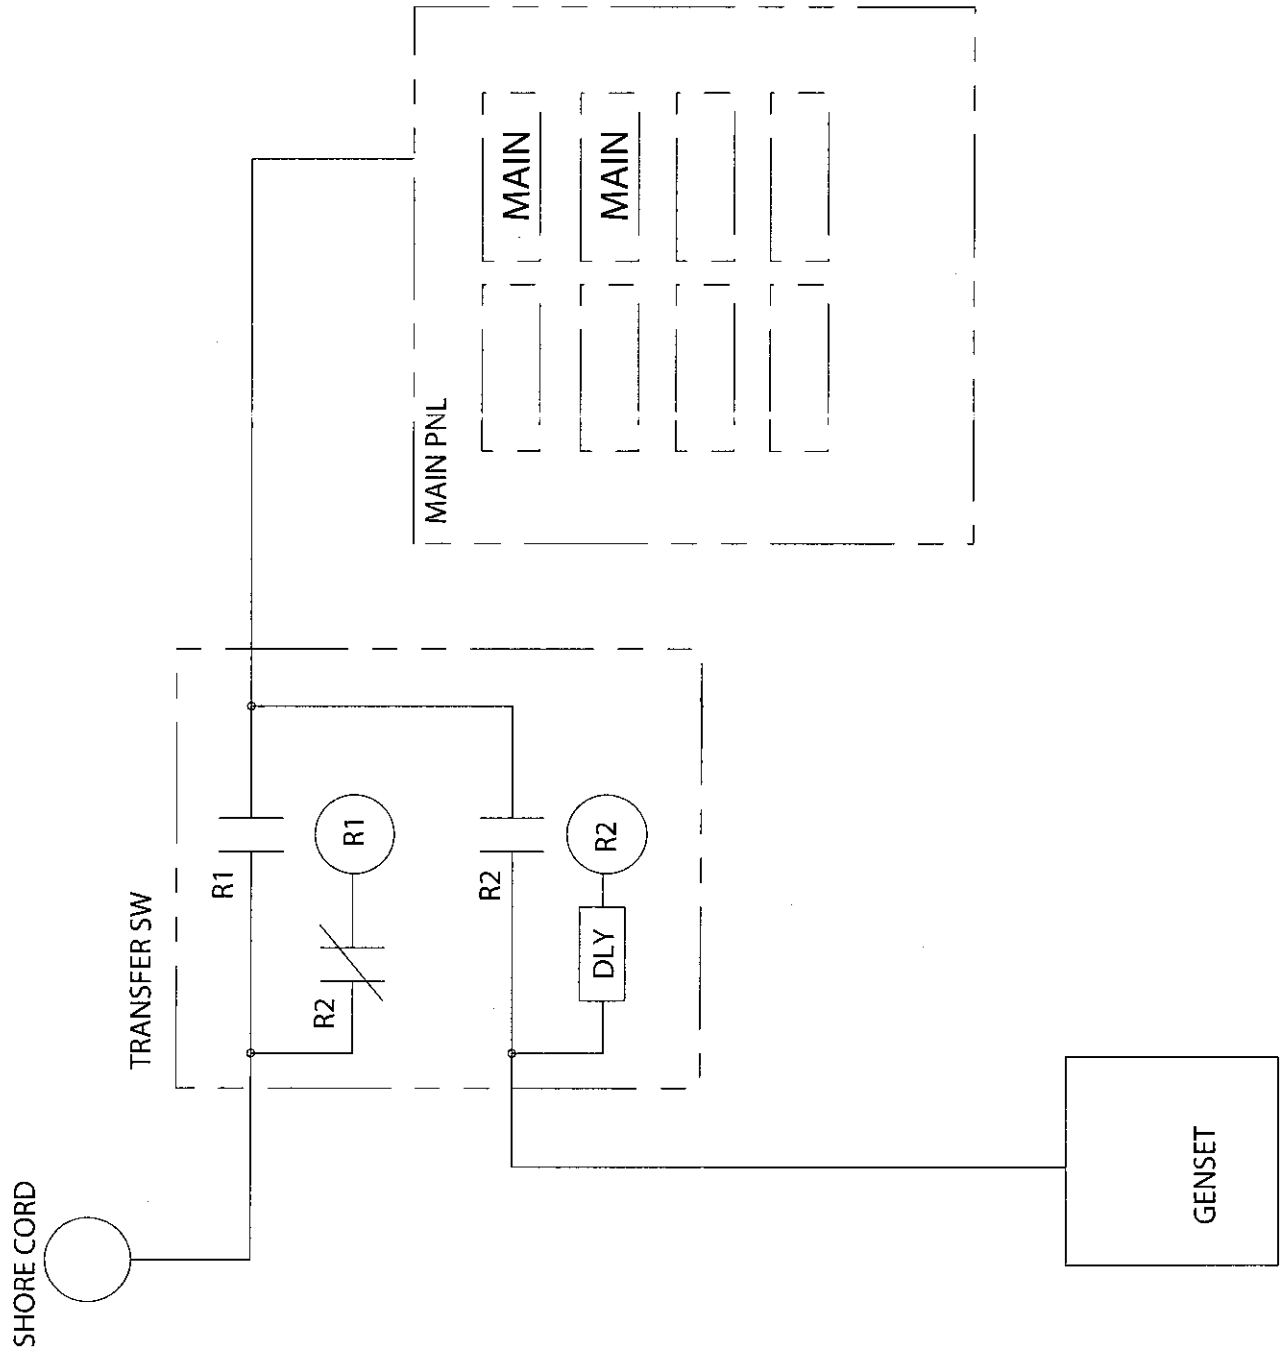 SHORE CORD
TRANSFER SW
R1
R1
R2
R2
R2
DLY
MAIN PNL
MAIN
MAIN
GENSET